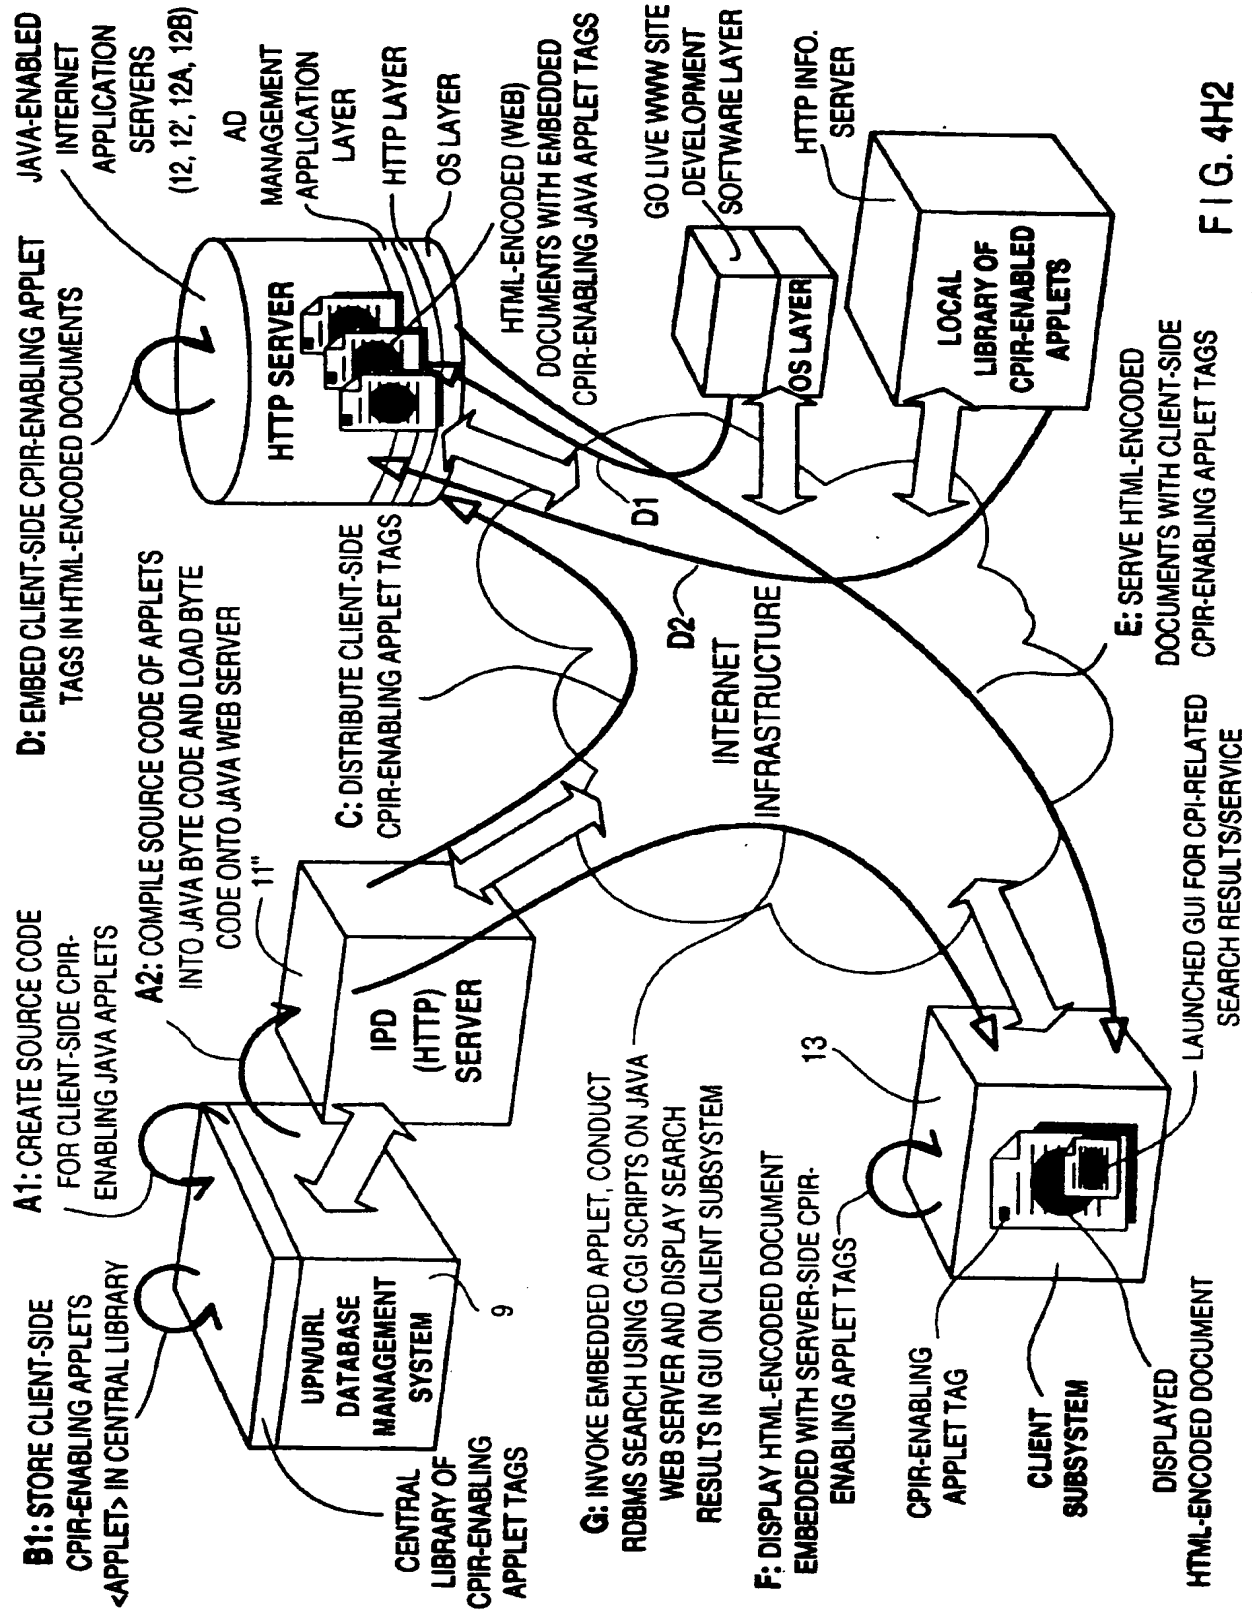 B1: STORE CLIENT-SIDE
CPIR-ENABLING APPLETS
<APPLET> IN CENTRAL LIBRARY
A1: CREATE SOURCE CODE
FOR CLIENT-SIDE CPIR-
ENABLING JAVA APPLETS
A2: COMPILE SOURCE CODE OF APPLETS
INTO JAVA BYTE CODE AND LOAD BYTE
CODE ONTO JAVA WEB SERVER
D: EMBED CLIENT-SIDE CPIR-ENABLING APPLET
TAGS IN HTML-ENCODED DOCUMENTS
JAVA-ENABLED
INTERNET
APPLICATION
SERVERS
(12, 12', 12A, 12B)
AD
MANAGEMENT
APPLICATION
LAYER
HTTP LAYER
OS LAYER
HTTP SERVER
HTML-ENCODED (WEB)
DOCUMENTS WITH EMBEDDED
CPIR-ENABLING JAVA APPLET TAGS
UPN/URL
DATABASE
MANAGEMENT
SYSTEM
9
CENTRAL
LIBRARY OF
CPIR-ENABLING
APPLET TAGS
11"
IPD
(HTTP)
SERVER
C: DISTRIBUTE CLIENT-SIDE
CPIR-ENABLING APPLET TAGS
D1
D2
INTERNET
INFRASTRUCTURE
GO LIVE WWW SITE
DEVELOPMENT
SOFTWARE LAYER
OS LAYER
HTTP INFO.
SERVER
LOCAL
LIBRARY OF
CPIR-ENABLED
APPLETS
G: INVOKE EMBEDDED APPLET, CONDUCT
RDBMS SEARCH USING CGI SCRIPTS ON JAVA
WEB SERVER AND DISPLAY SEARCH
RESULTS IN GUI ON CLIENT SUBSYSTEM
F: DISPLAY HTML-ENCODED DOCUMENT
EMBEDDED WITH SERVER-SIDE CPIR-
ENABLING APPLET TAGS
13
CPIR-ENABLING
APPLET TAG
CLIENT
SUBSYSTEM
DISPLAYED
HTML-ENCODED DOCUMENT
LAUNCHED GUI FOR CPI-RELATED
SEARCH RESULTS/SERVICE
E: SERVE HTML-ENCODED
DOCUMENTS WITH CLIENT-SIDE
CPIR-ENABLING APPLET TAGS
FIG. 4H2